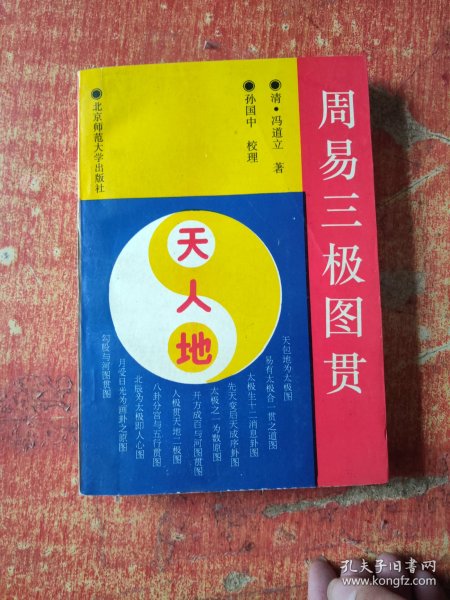 周易三极图贯
●清·冯道立 著
●孙国中 校理
●北京师范大学出版社
天
人
地
天包地为太极图
易有太极合一贯之道图
太极生十二消息卦图
先天变后天成序卦图
太极之一为数原图
开方成百与河图贯图
人极贯天地二极图
八卦分宫与五行贯图
北辰为太极即人心图
月受日光为画卦之原图
勾股与河图贯图
孔夫子旧书网
www.kongfz.com